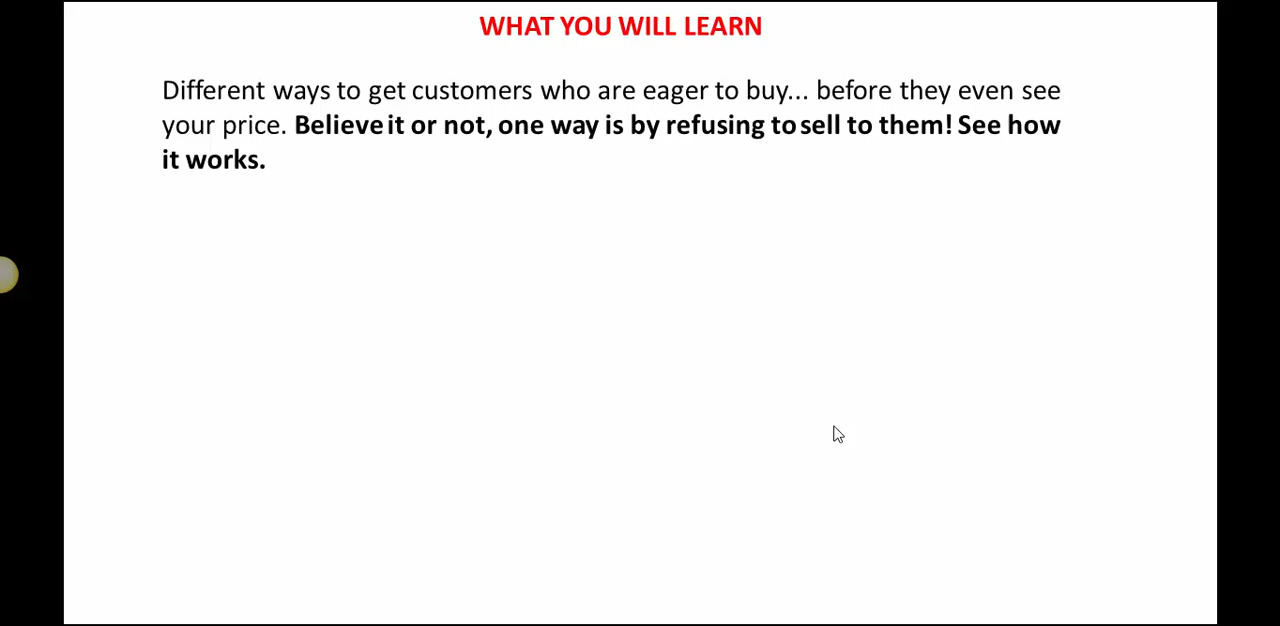 WHAT YOU WILL LEARN
Different ways to get customers who are eager to buy... before they even see
your price. Believe it or not, one way is by refusing to sell to them! See how
it works.